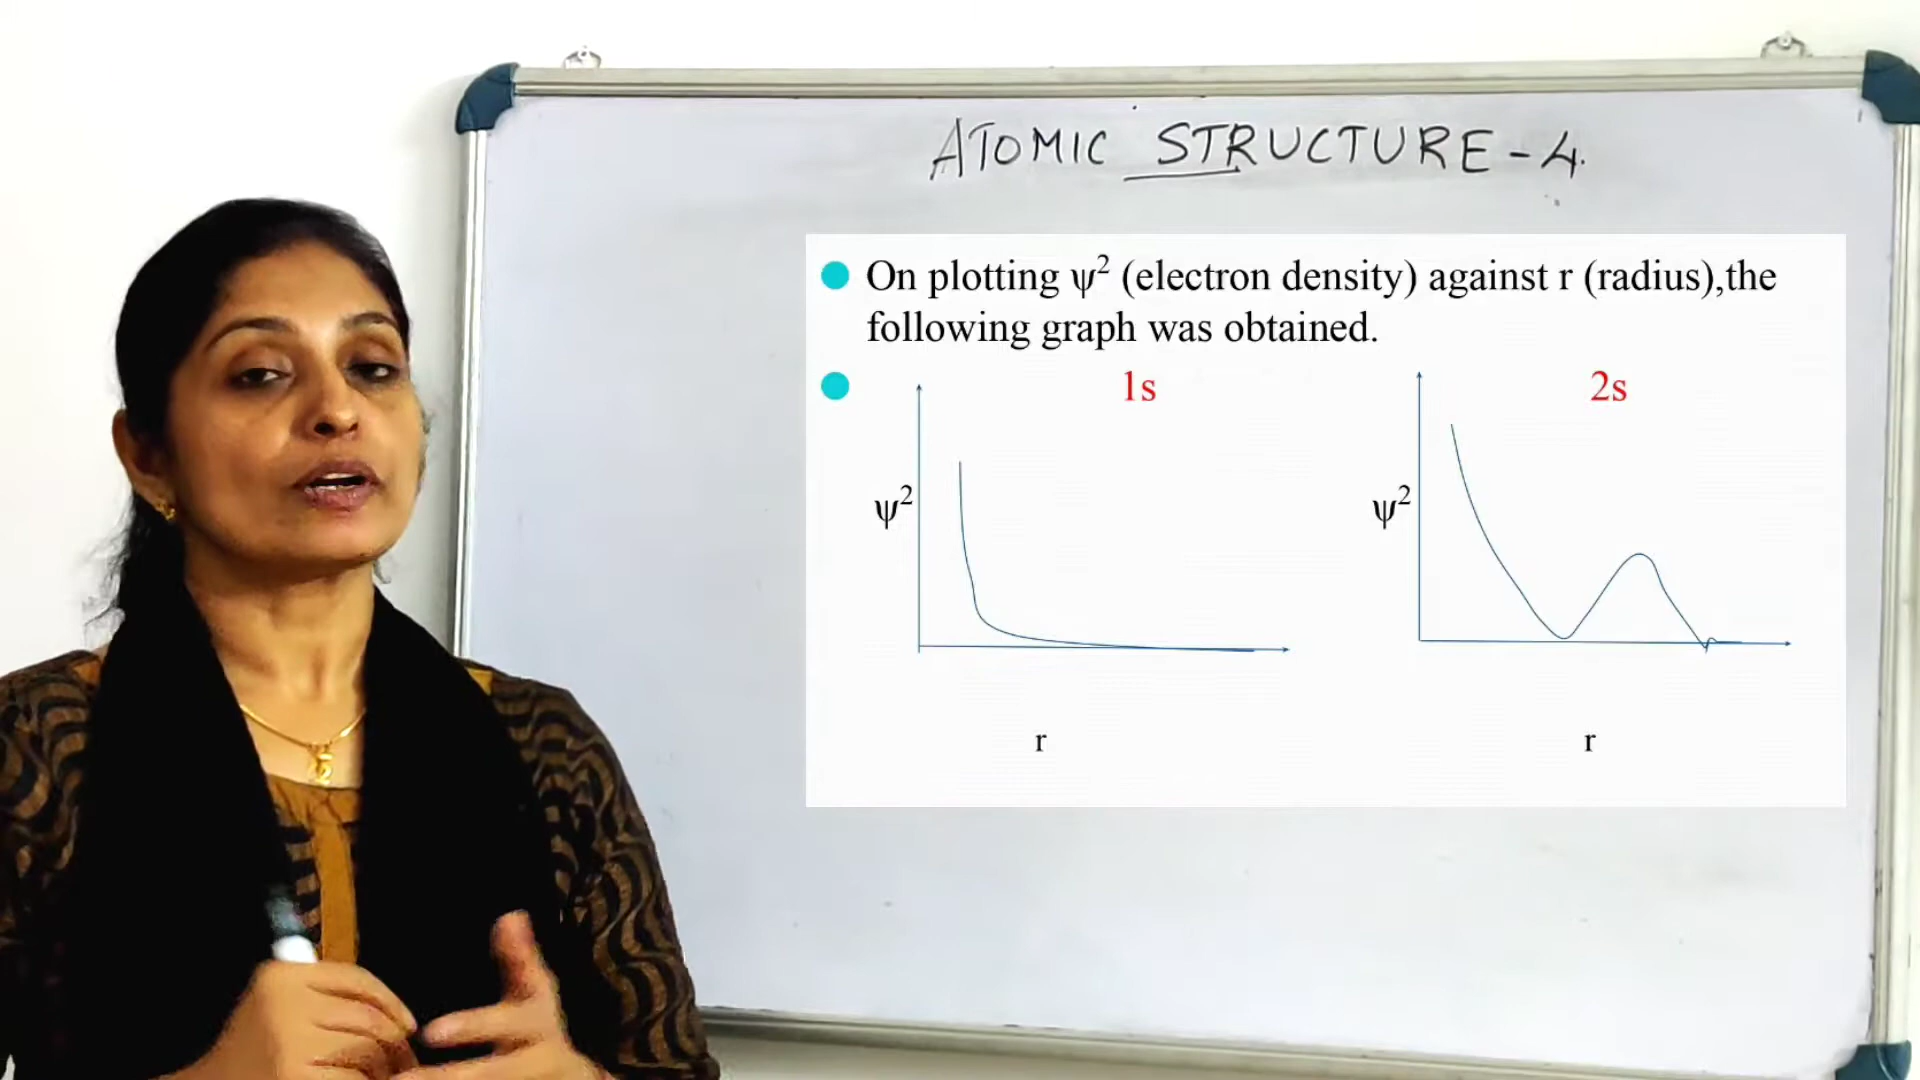 ATOMIC STRUCTURE - 4.
On plotting ψ² (electron density) against r (radius),the
following graph was obtained.
1s
2s
ψ²
ψ²
r
r